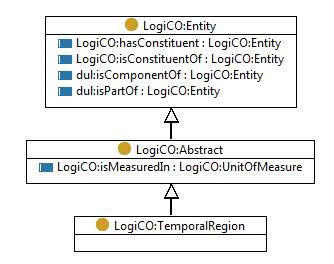 LogiCO:Entity
LogiCO:hasConstituent : LogiCO:Entity
LogiCO:isConstituentOf : LogiCO:Entity
dul:isComponentOf : LogiCO:Entity
dul:isPartOf : LogiCO:Entity
LogiCO:Abstract
LogiCO:isMeasuredIn : LogiCO:UnitOfMeasure
LogiCO:TemporalRegion